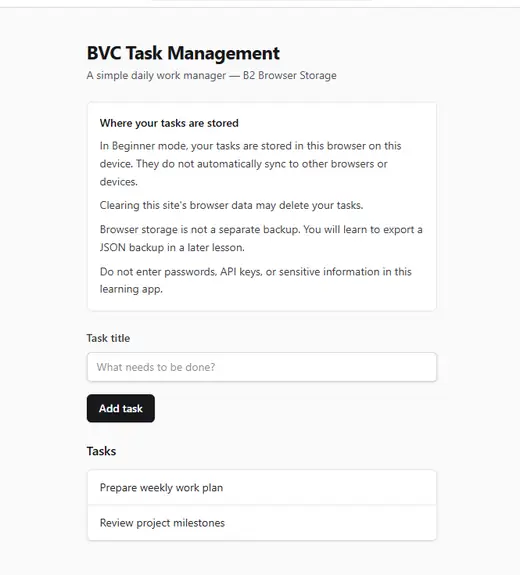 BVC Task Management
A simple daily work manager — B2 Browser Storage
Where your tasks are stored
In Beginner mode, your tasks are stored in this browser on this
device. They do not automatically sync to other browsers or
devices.
Clearing this site's browser data may delete your tasks.
Browser storage is not a separate backup. You will learn to export a
JSON backup in a later lesson.
Do not enter passwords, API keys, or sensitive information in this
learning app.
Task title
What needs to be done?
Add task
Tasks
Prepare weekly work plan
Review project milestones